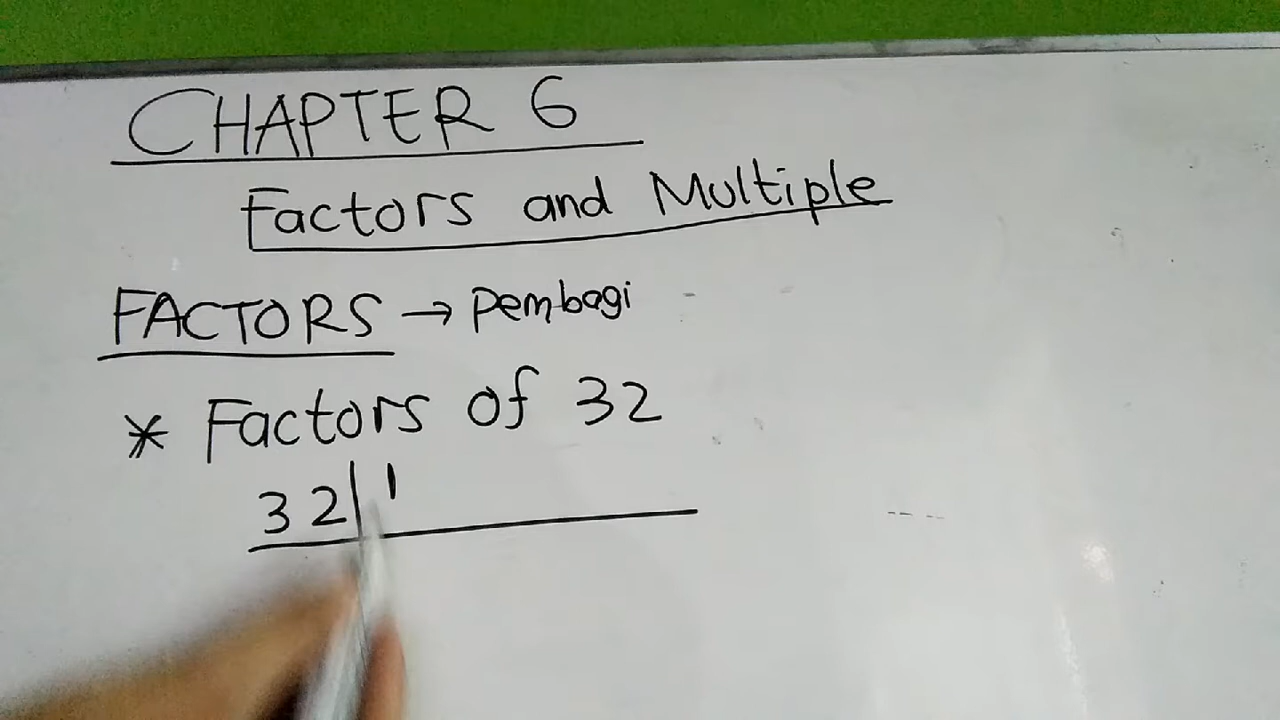 CHAPTER 6
Factors and Multiple
FACTORS → Pembagi
* Factors of 32
32| 1